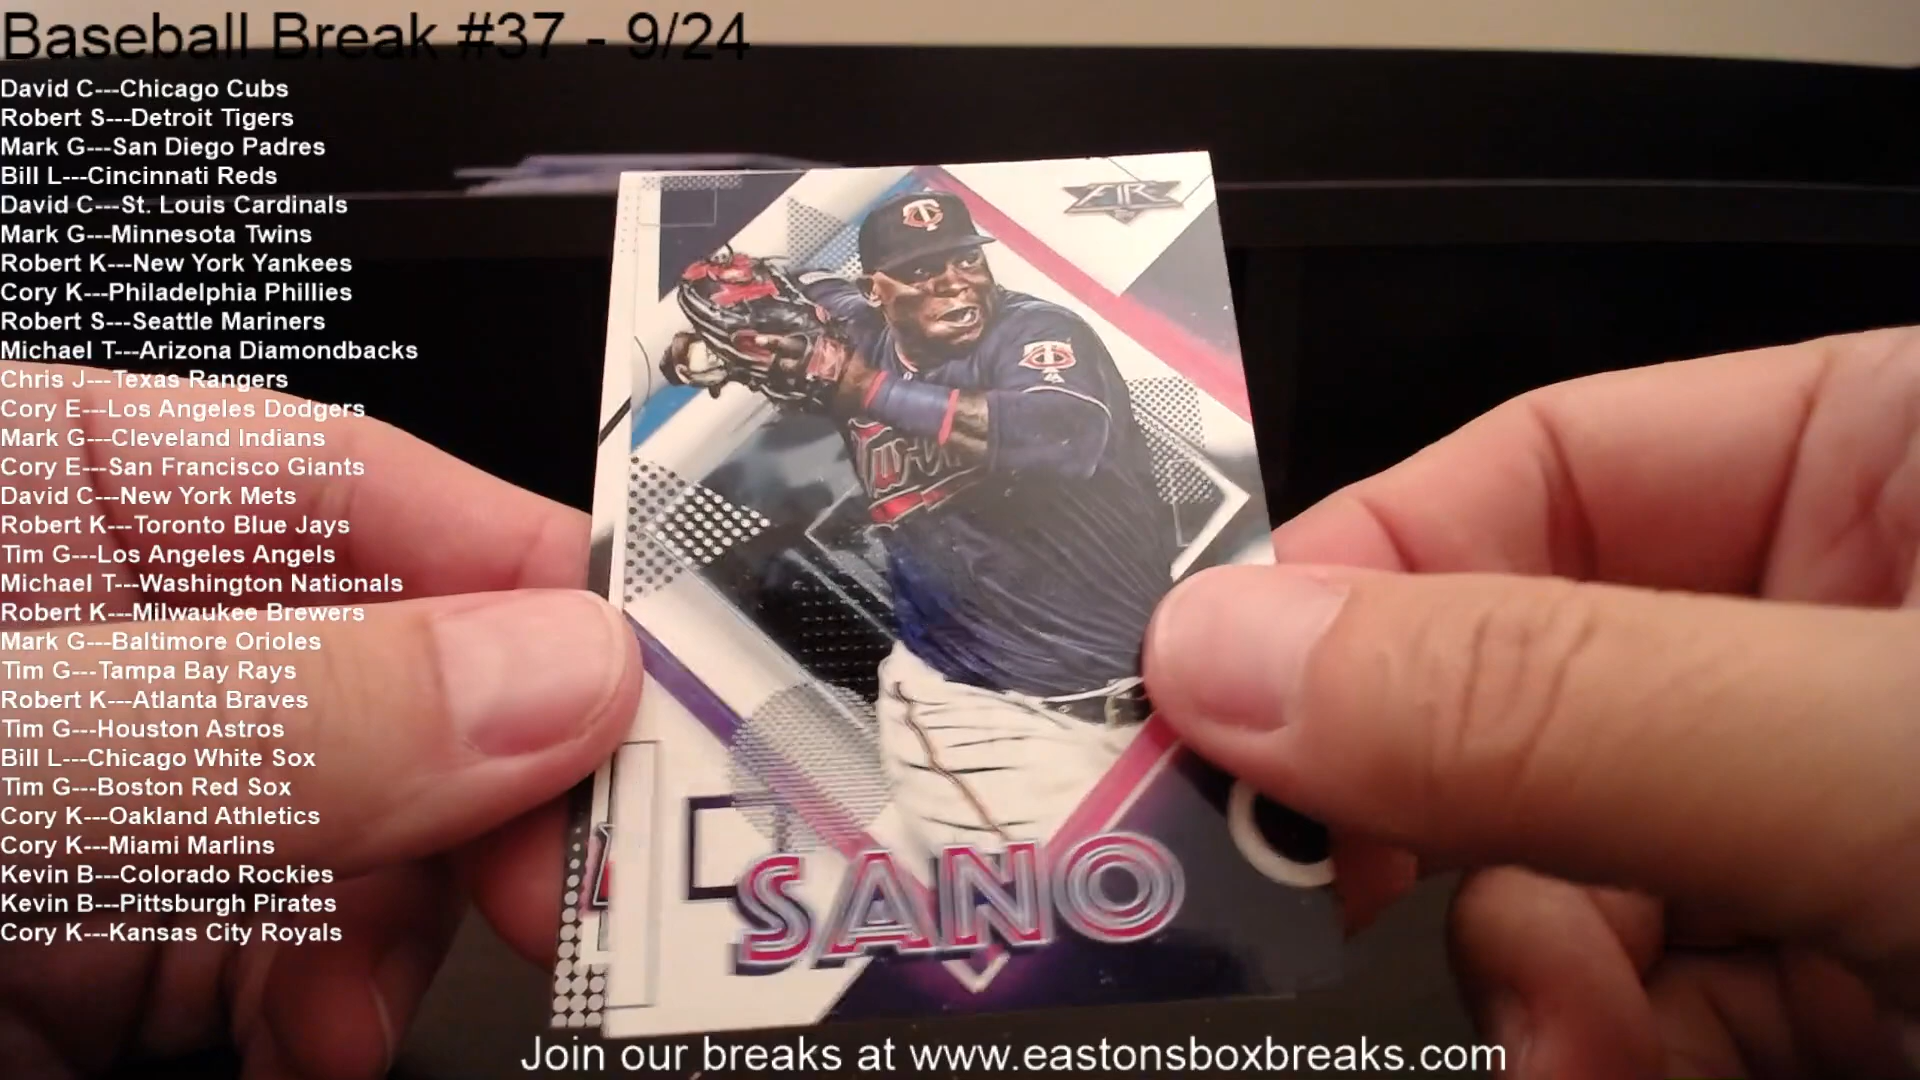 Baseball Break #37 - 9/24
David C---Chicago Cubs
Robert S---Detroit Tigers
Mark G---San Diego Padres
Bill L---Cincinnati Reds
David C---St. Louis Cardinals
Mark G---Minnesota Twins
Robert K---New York Yankees
Cory K---Philadelphia Phillies
Robert S---Seattle Mariners
Michael T---Arizona Diamondbacks
Chris J---Texas Rangers
Cory E---Los Angeles Dodgers
Mark G---Cleveland Indians
Cory E---San Francisco Giants
David C---New York Mets
Robert K---Toronto Blue Jays
Tim G---Los Angeles Angels
Michael T---Washington Nationals
Robert K---Milwaukee Brewers
Mark G---Baltimore Orioles
Tim G---Tampa Bay Rays
Robert K---Atlanta Braves
Tim G---Houston Astros
Bill L---Chicago White Sox
Tim G---Boston Red Sox
Cory K---Oakland Athletics
Cory K---Miami Marlins
Kevin B---Colorado Rockies
Kevin B---Pittsburgh Pirates
Cory K---Kansas City Royals
FIRE
TC
TC
Twins
SANO
Join our breaks at www.eastonsboxbreaks.com